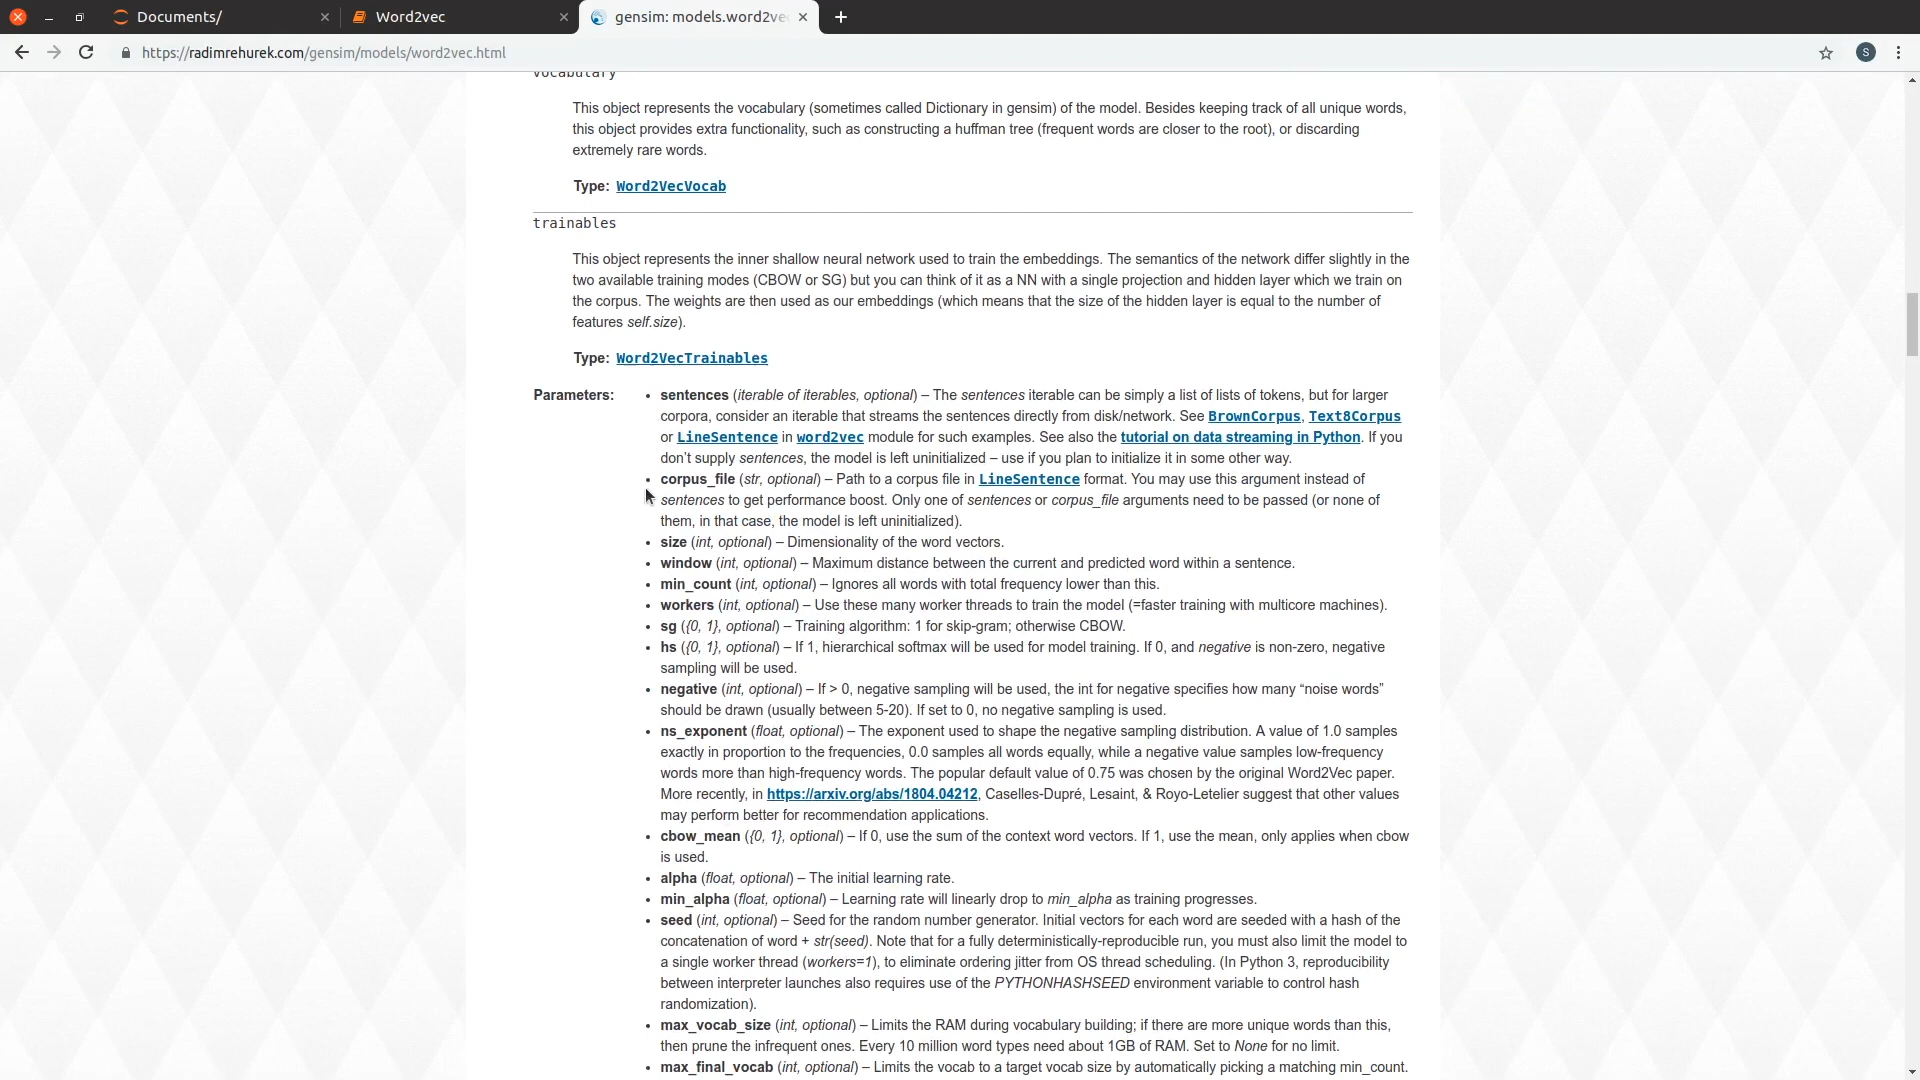 Documents/
Word2vec
gensim: models.word2vec
https://radimrehurek.com/gensim/models/word2vec.html
S
vocabulary
This object represents the vocabulary (sometimes called Dictionary in gensim) of the model. Besides keeping track of all unique words,
this object provides extra functionality, such as constructing a huffman tree (frequent words are closer to the root), or discarding
extremely rare words.
Type: Word2VecVocab
trainables
This object represents the inner shallow neural network used to train the embeddings. The semantics of the network differ slightly in the
two available training modes (CBOW or SG) but you can think of it as a NN with a single projection and hidden layer which we train on
the corpus. The weights are then used as our embeddings (which means that the size of the hidden layer is equal to the number of
features self.size).
Type: Word2VecTrainables
Parameters: • sentences (iterable of iterables, optional) – The sentences iterable can be simply a list of lists of tokens, but for larger
corpora, consider an iterable that streams the sentences directly from disk/network. See BrownCorpus, Text8Corpus
or LineSentence in word2vec module for such examples. See also the tutorial on data streaming in Python. If you
don't supply sentences, the model is left uninitialized – use if you plan to initialize it in some other way.
• corpus_file (str, optional) – Path to a corpus file in LineSentence format. You may use this argument instead of
sentences to get performance boost. Only one of sentences or corpus_file arguments need to be passed (or none of
them, in that case, the model is left uninitialized).
• size (int, optional) – Dimensionality of the word vectors.
• window (int, optional) – Maximum distance between the current and predicted word within a sentence.
• min_count (int, optional) – Ignores all words with total frequency lower than this.
• workers (int, optional) – Use these many worker threads to train the model (=faster training with multicore machines).
• sg ({0, 1}, optional) – Training algorithm: 1 for skip-gram; otherwise CBOW.
• hs ({0, 1}, optional) – If 1, hierarchical softmax will be used for model training. If 0, and negative is non-zero, negative
sampling will be used.
• negative (int, optional) – If > 0, negative sampling will be used, the int for negative specifies how many “noise words”
should be drawn (usually between 5-20). If set to 0, no negative sampling is used.
• ns_exponent (float, optional) – The exponent used to shape the negative sampling distribution. A value of 1.0 samples
exactly in proportion to the frequencies, 0.0 samples all words equally, while a negative value samples low-frequency
words more than high-frequency words. The popular default value of 0.75 was chosen by the original Word2Vec paper.
More recently, in https://arxiv.org/abs/1804.04212, Caselles-Dupré, Lesaint, & Royo-Letelier suggest that other values
may perform better for recommendation applications.
• cbow_mean ({0, 1}, optional) – If 0, use the sum of the context word vectors. If 1, use the mean, only applies when cbow
is used.
• alpha (float, optional) – The initial learning rate.
• min_alpha (float, optional) – Learning rate will linearly drop to min_alpha as training progresses.
• seed (int, optional) – Seed for the random number generator. Initial vectors for each word are seeded with a hash of the
concatenation of word + str(seed). Note that for a fully deterministically-reproducible run, you must also limit the model to
a single worker thread (workers=1), to eliminate ordering jitter from OS thread scheduling. (In Python 3, reproducibility
between interpreter launches also requires use of the PYTHONHASHSEED environment variable to control hash
randomization).
• max_vocab_size (int, optional) – Limits the RAM during vocabulary building; if there are more unique words than this,
then prune the infrequent ones. Every 10 million word types need about 1GB of RAM. Set to None for no limit.
• max_final_vocab (int, optional) – Limits the vocab to a target vocab size by automatically picking a matching min_count.